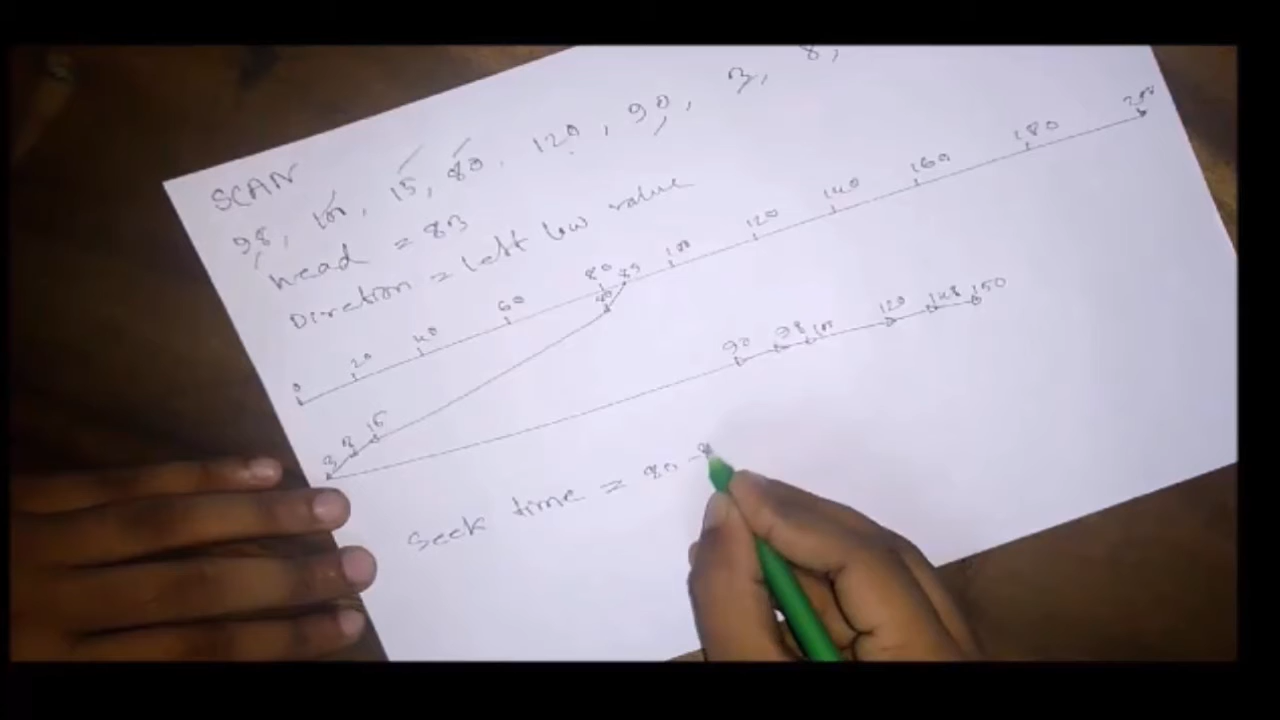 SCAN
98, 100, 15, 80, 120, 90, 3, 8,
head = 83
Direction = left low value
0 20 40 60 80 83 100 120 140 160 180 200
80
90 98 100 120 148 150
3 8 15
Seek time = 80 -